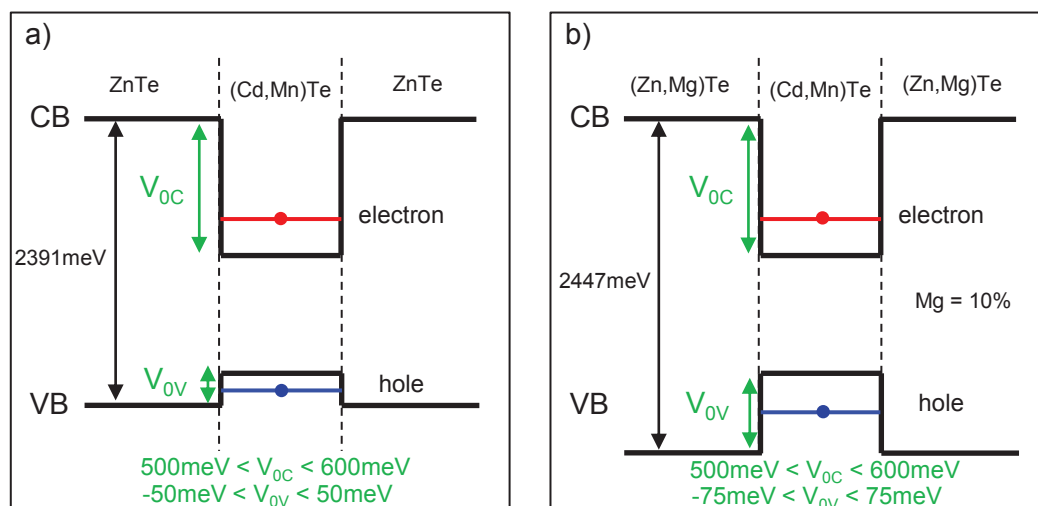 a)
ZnTe (Cd,Mn)Te ZnTe
CB
V0C
electron
2391meV
V0V
hole
VB
500meV < V0C < 600meV
-50meV < V0V < 50meV
b)
(Zn,Mg)Te (Cd,Mn)Te (Zn,Mg)Te
CB
V0C
electron
2447meV
Mg = 10%
V0V
hole
VB
500meV < V0C < 600meV
-75meV < V0V < 75meV